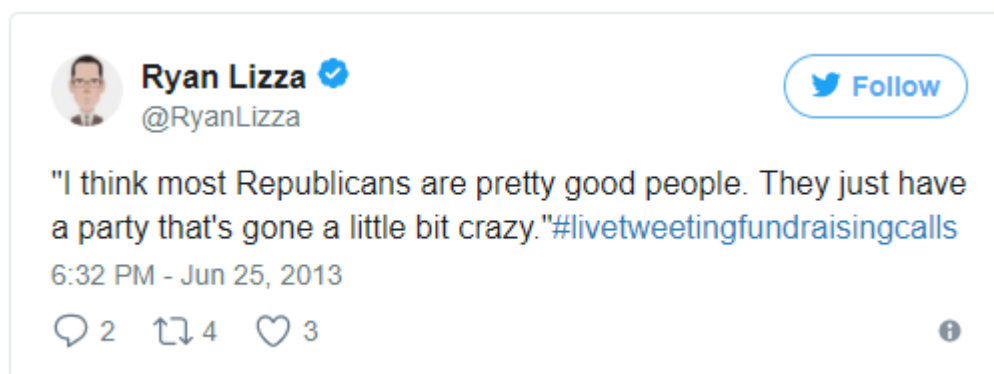 Ryan Lizza
Follow
@RyanLizza
"I think most Republicans are pretty good people. They just have
a party that's gone a little bit crazy."#livetweetingfundraisingcalls
6:32 PM - Jun 25, 2013
2 4 3